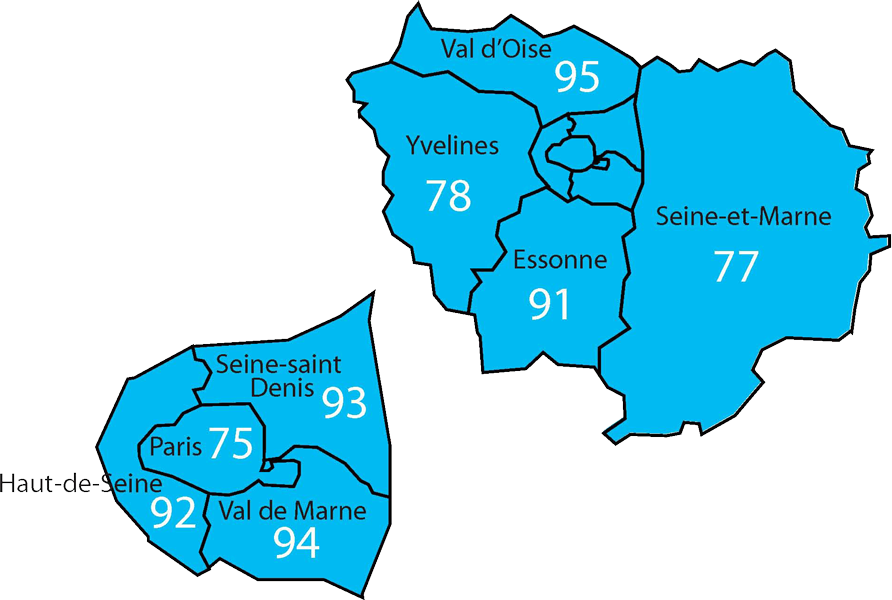 Val d’Oise
95
Yvelines
78
Seine-et-Marne
77
Essonne
91
Seine-saint
Denis 93
Paris 75
Haut-de-Seine
92
Val de Marne
94